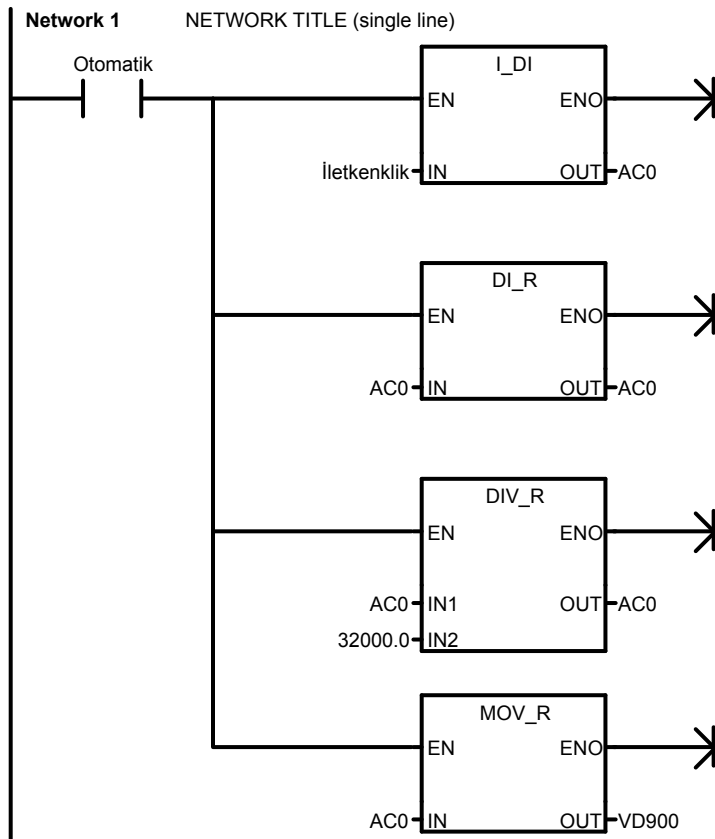 Network 1 NETWORK TITLE (single line)
Otomatik
I_DI
EN ENO
İletkenklik IN OUT AC0
DI_R
EN ENO
AC0 IN OUT AC0
DIV_R
EN ENO
AC0 IN1 OUT AC0
32000.0 IN2
MOV_R
EN ENO
AC0 IN OUT VD900